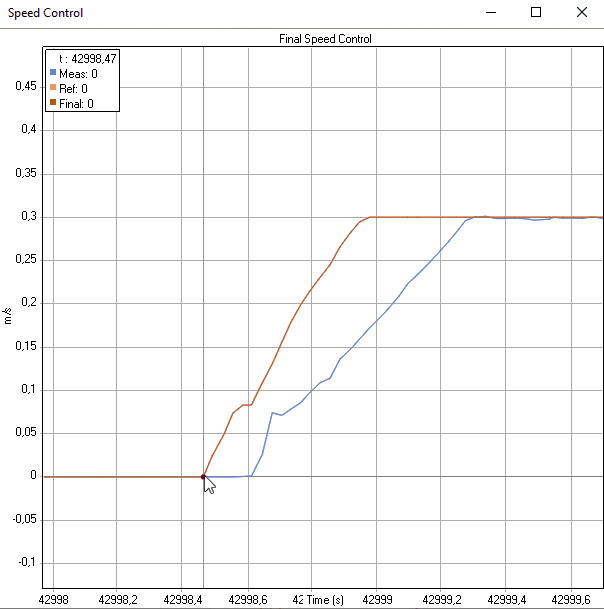 Speed Control
Final Speed Control
t : 42998,47
Meas: 0
Ref: 0
Final: 0
0,45
0,4
0,35
0,3
0,25
0,2
0,15
0,1
0,05
0
-0,05
-0,1
m/s
42998 42998,2 42998,4 42998,6 42 Time (s) 42999 42999,2 42999,4 42999,6